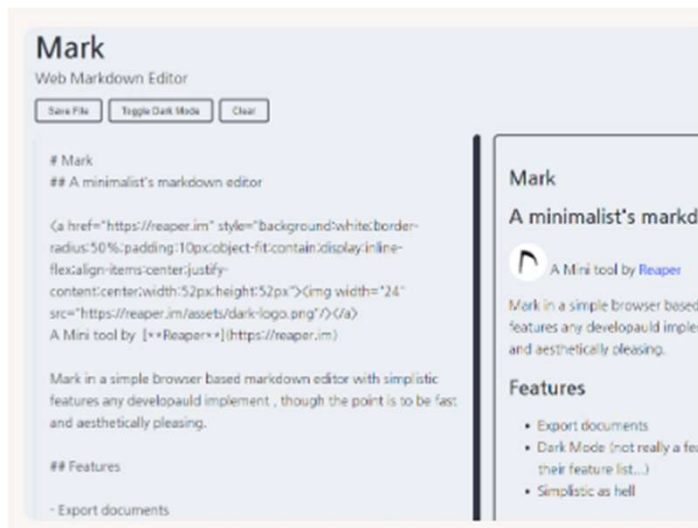 Mark
Web Markdown Editor
Save File Toggle Dark Mode Clear
# Mark
## A minimalist's markdown editor
<a href="https://reaper.im" style="background:white;border-
radius:50%;padding:10px;object-fit:contain;display:inline-
flex;align-items:center;justify-
content:center;width:52px;height:52px"><img width="24"
src="https://reaper.im/assets/dark-logo.png"/></a>
A Mini tool by [**Reaper**](https://reaper.im)
Mark in a simple browser based markdown editor with simplistic
features any developauld implement , though the point is to be fast
and aesthetically pleasing.
## Features
- Export documents
Mark
A minimalist's markd
A Mini tool by Reaper
Mark in a simple browser based
features any developauld imple
and aesthetically pleasing.
Features
• Export documents
• Dark Mode (not really a fea
their feature list...)
• Simplistic as hell